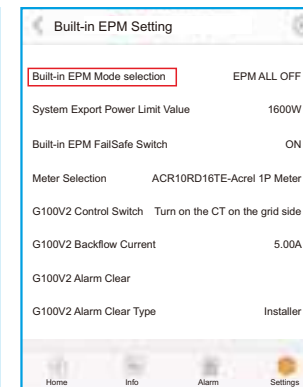 Built-in EPM Setting
Built-in EPM Mode selection EPM ALL OFF
System Export Power Limit Value 1600W
Built-in EPM FailSafe Switch ON
Meter Selection ACR10RD16TE-Acrel 1P Meter
G100V2 Control Switch Turn on the CT on the grid side
G100V2 Backflow Current 5.00A
G100V2 Alarm Clear
G100V2 Alarm Clear Type Installer
Home Info Alarm Settings